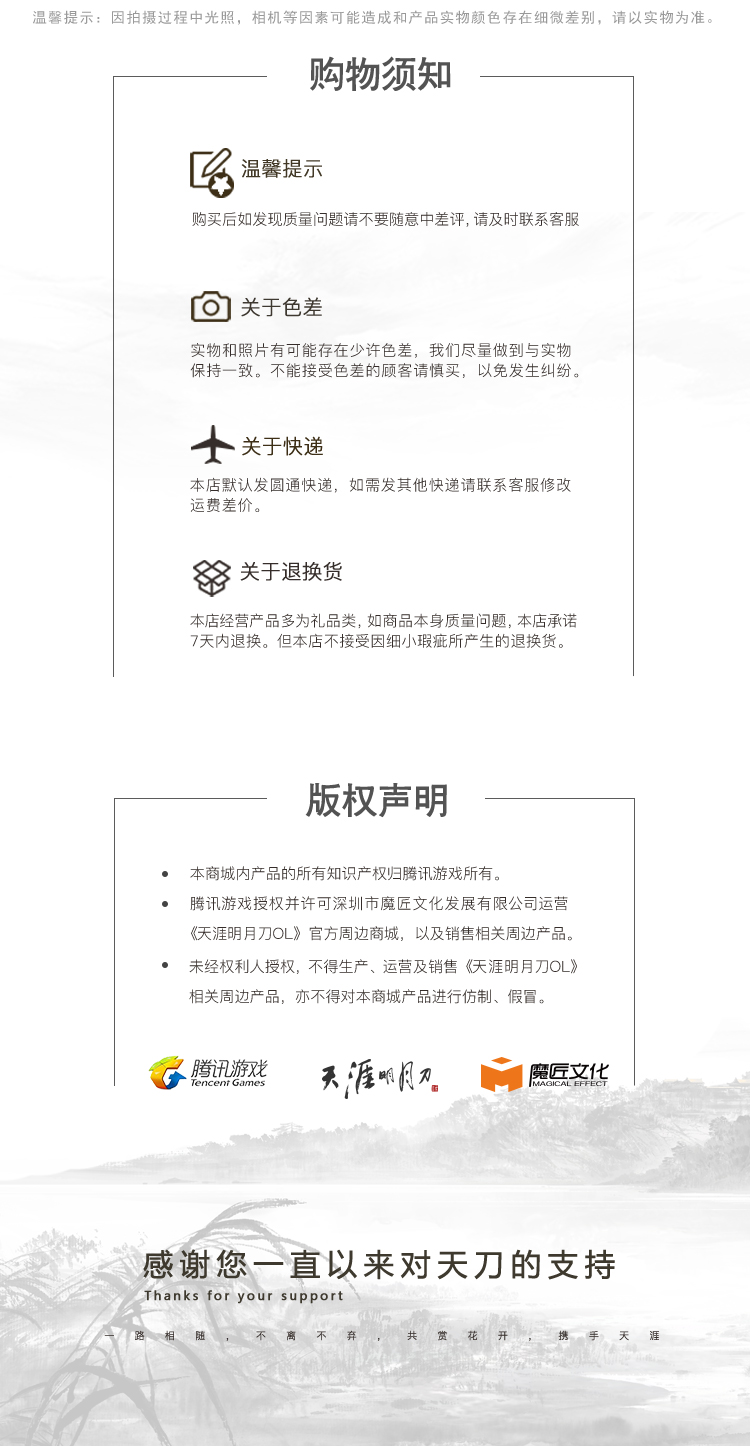 温馨提示：因拍摄过程中光照，相机等因素可能造成和产品实物颜色存在细微差别，请以实物为准。
购物须知
温馨提示
购买后如发现质量问题请不要随意中差评,请及时联系客服
关于色差
实物和照片有可能存在少许色差，我们尽量做到与实物
保持一致。不能接受色差的顾客请慎买，以免发生纠纷。
关于快递
本店默认发圆通快递，如需发其他快递请联系客服修改
运费差价。
关于退换货
本店经营产品多为礼品类,如商品本身质量问题,本店承诺
7天内退换。但本店不接受因细小瑕疵所产生的退换货。
版权声明
本商城内产品的所有知识产权归腾讯游戏所有。
腾讯游戏授权并许可深圳市魔匠文化发展有限公司运营
《天涯明月刀OL》官方周边商城，以及销售相关周边产品。
未经权利人授权，不得生产、运营及销售《天涯明月刀OL》
相关周边产品，亦不得对本商城产品进行仿制、假冒。
腾讯游戏
Tencent Games
天涯明月刀
魔匠文化
MAGICAL EFFECT
感谢您一直以来对天刀的支持
Thanks for your support
一路相随，不离不弃，共赏花开，携手天涯